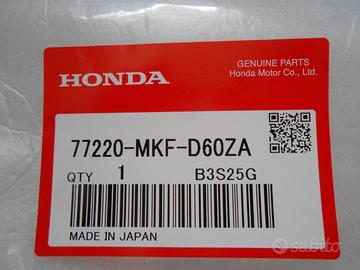 GENUINE PARTS
Honda Motor Co., Ltd.
HONDA
77220-MKF-D60ZA
QTY 1 B3S25G
MADE IN JAPAN
subito